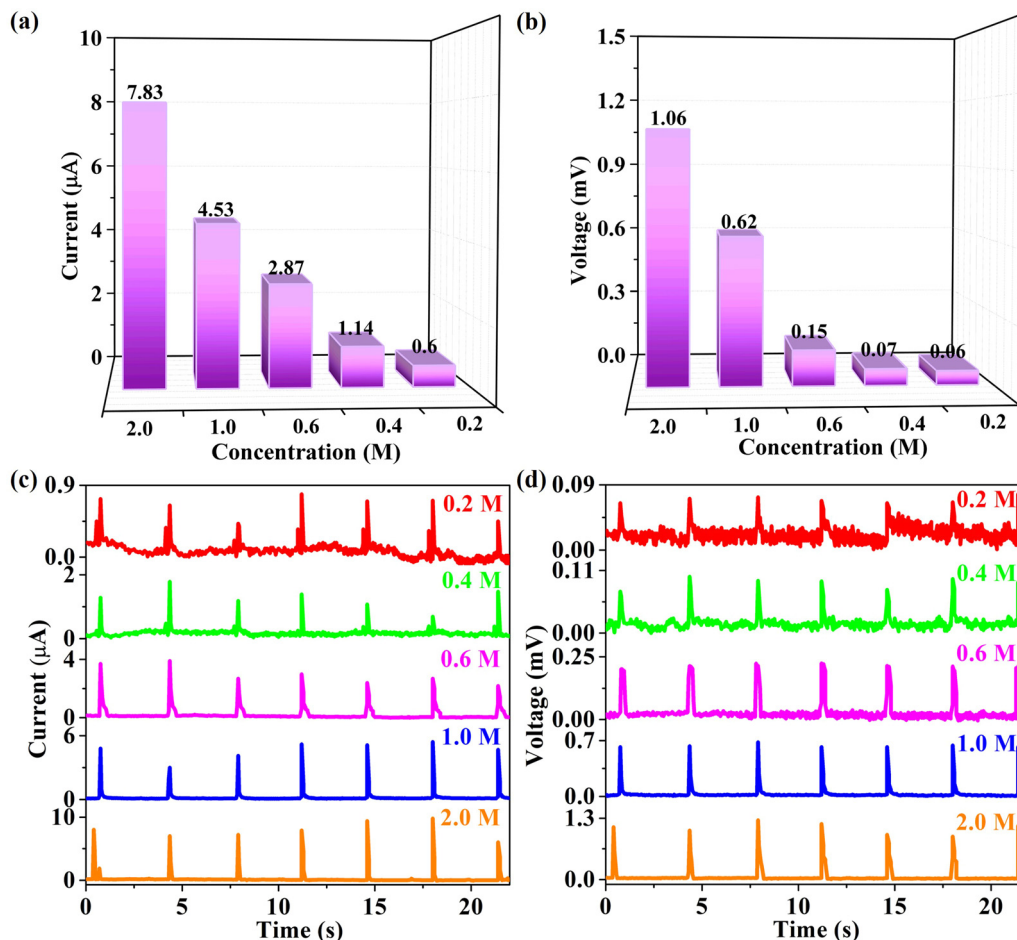 (a)
10
8
6
4
2
0
Current (μA)
7.83
4.53
2.87
1.14
0.6
2.0 1.0 0.6 0.4 0.2
Concentration (M)
(b)
1.5
1.2
0.9
0.6
0.3
0.0
Voltage (mV)
1.06
0.62
0.15
0.07
0.06
2.0 1.0 0.6 0.4 0.2
Concentration (M)
(c)
0.9
0.2 M
0.0
2
0.4 M
0
4
0.6 M
0
6
1.0 M
0
10
2.0 M
0
Current (μA)
0 5 10 15 20
Time (s)
(d)
0.09
0.2 M
0.00
0.11
0.4 M
0.00
0.25
0.6 M
0.00
0.7
1.0 M
0.0
1.3
2.0 M
0.0
Voltage (mV)
0 5 10 15 20
Time (s)